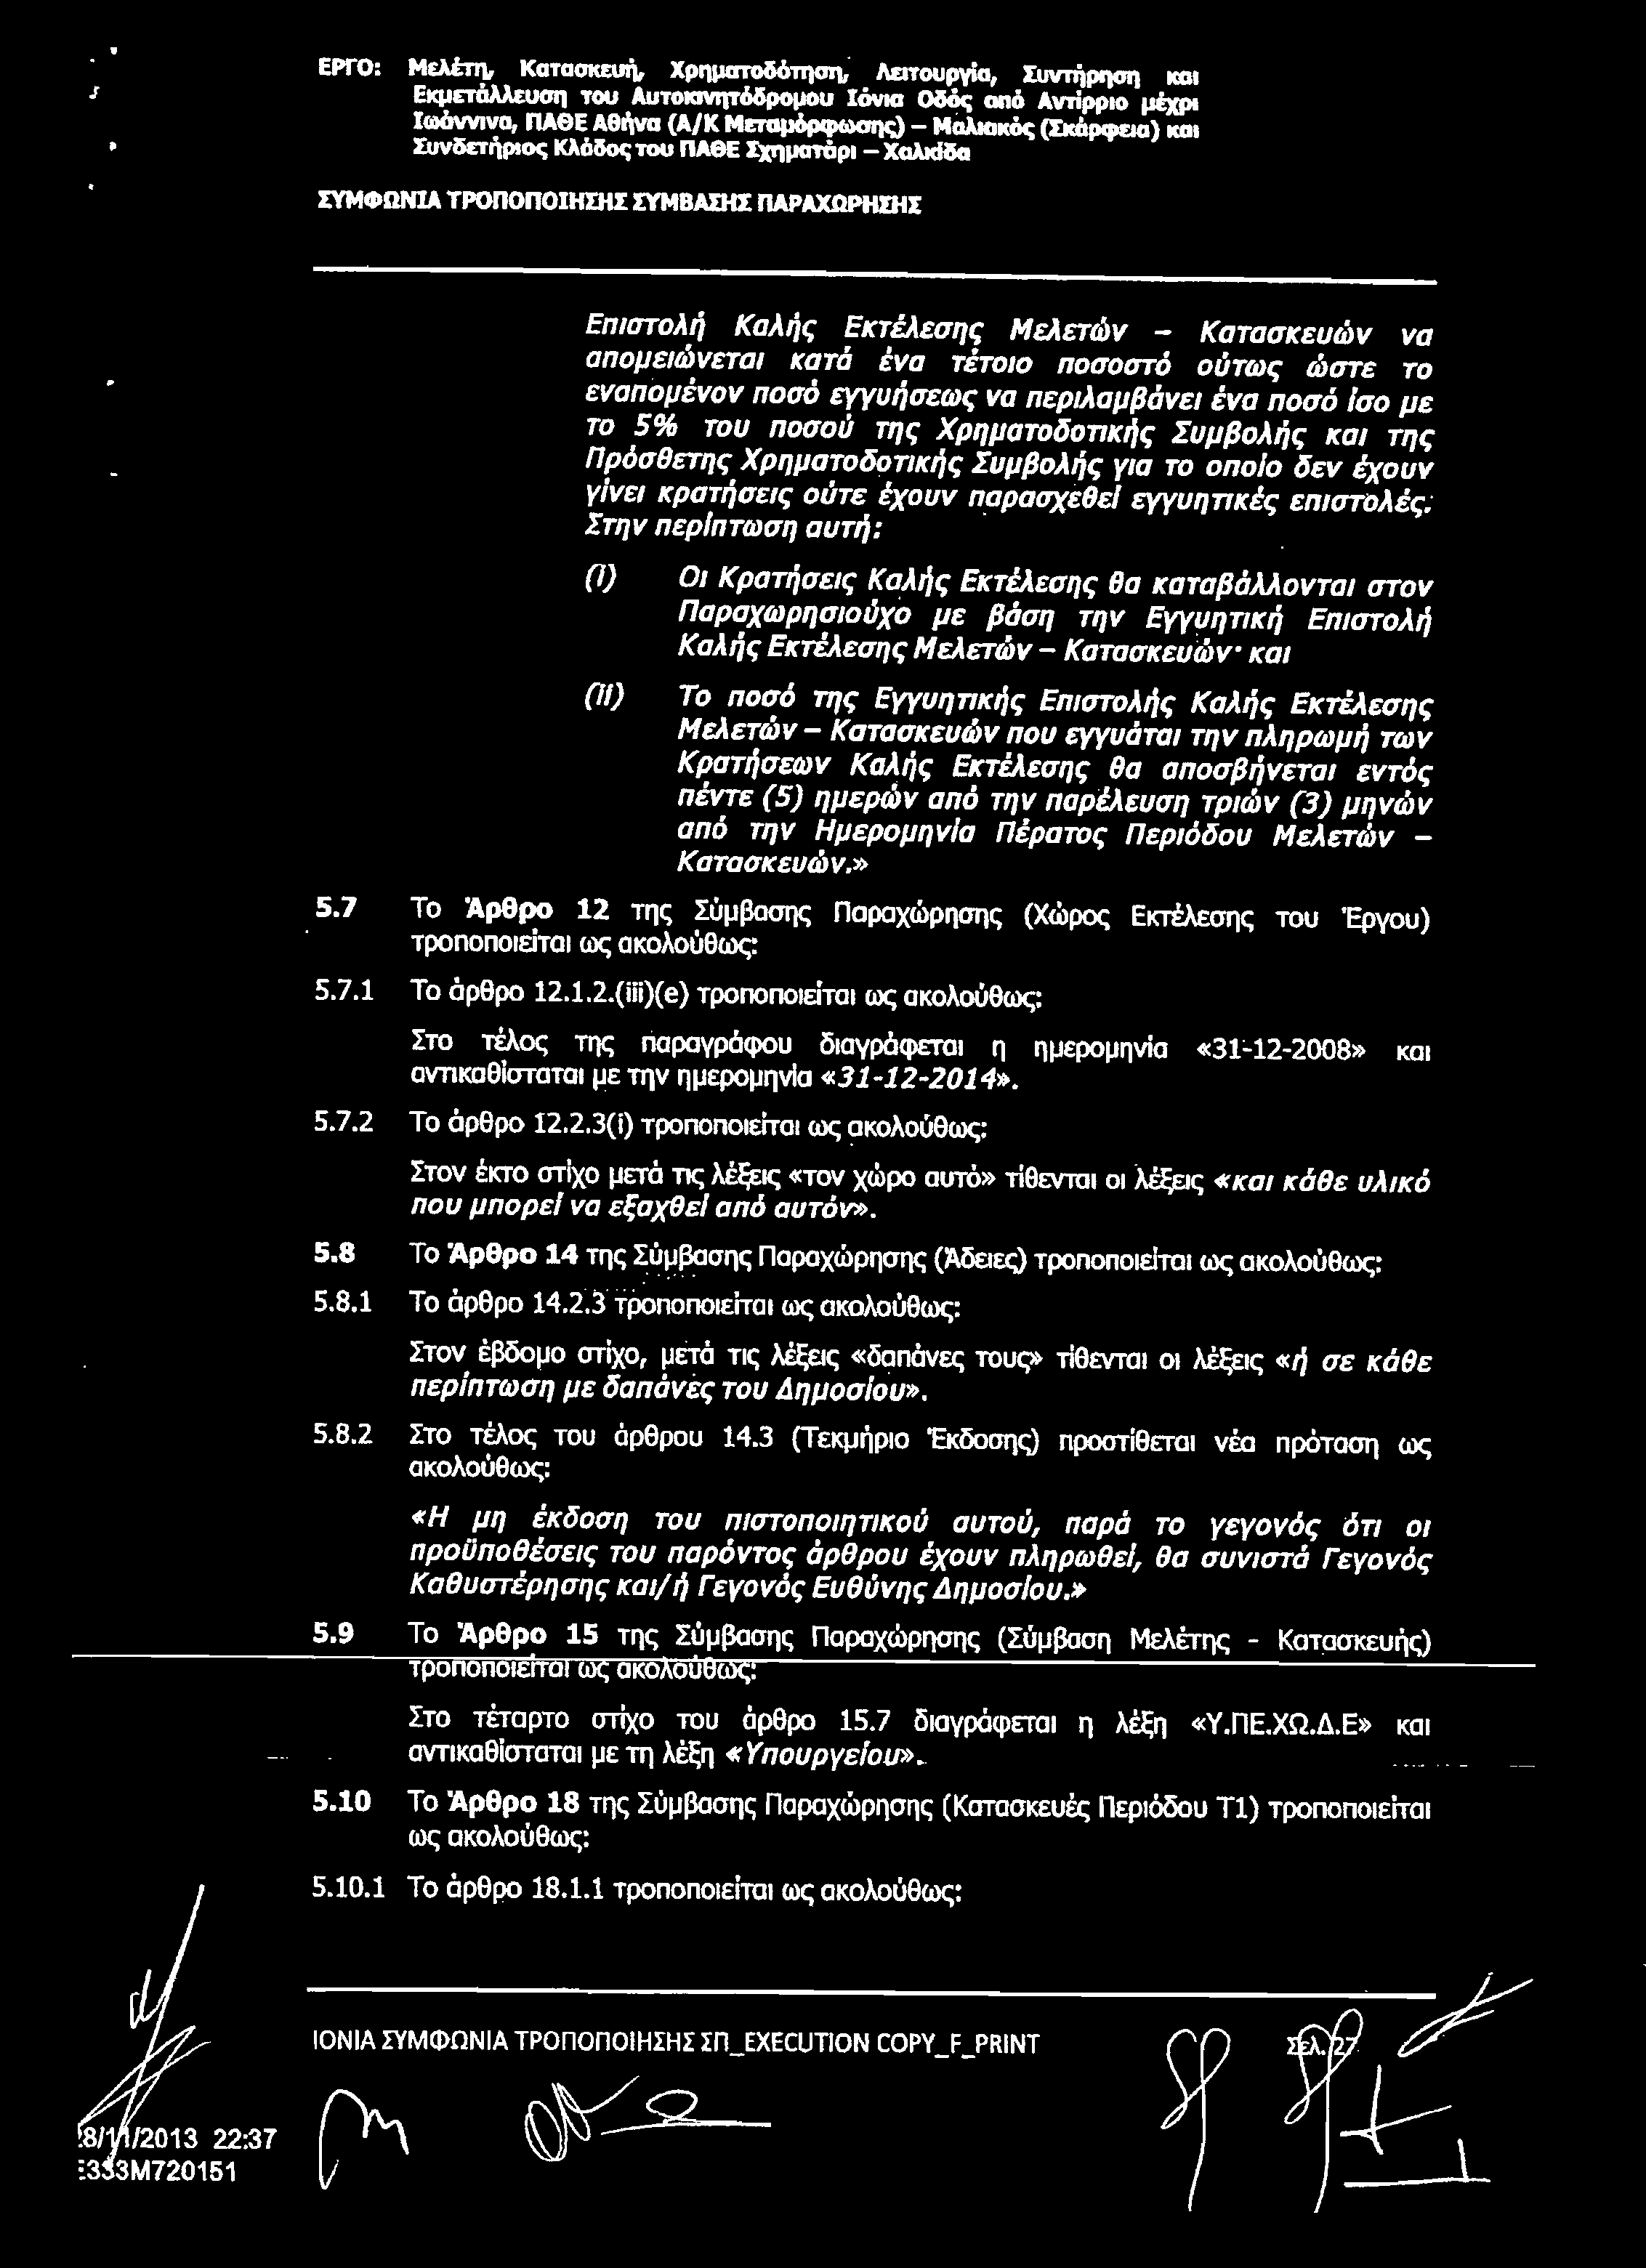 ΕΡΓΟ: Μελέτη, Κατασκευή, Χρηματοδότηση, Λειτουργία, Συντήρηση και
Εκμετάλλευση του Αυτοκινητόδρομου Ιόνια Οδός από Αντίρριο μέχρι
Ιωάννινα, ΠΑΘΕ Αθήνα (Α/Κ Μεταμόρφωσης) – Μαλιακός (Σκάρφεια) και
Συνδετήριος Κλάδος του ΠΑΘΕ Σχηματάρι – Χαλκίδα
ΣΥΜΦΩΝΙΑ ΤΡΟΠΟΠΟΙΗΣΗΣ ΣΥΜΒΑΣΗΣ ΠΑΡΑΧΩΡΗΣΗΣ
Επιστολή Καλής Εκτέλεσης Μελετών – Κατασκευών να
απομειώνεται κατά ένα τέτοιο ποσοστό ούτως ώστε το
εναπομένον ποσό εγγυήσεως να περιλαμβάνει ένα ποσό ίσο με
το 5% του ποσού της Χρηματοδοτικής Συμβολής και της
Πρόσθετης Χρηματοδοτικής Συμβολής για το οποίο δεν έχουν
γίνει κρατήσεις ούτε έχουν παρασχεθεί εγγυητικές επιστολές.
Στην περίπτωση αυτή:
(i) Οι Κρατήσεις Καλής Εκτέλεσης θα καταβάλλονται στον
Παραχωρησιούχο με βάση την Εγγυητική Επιστολή
Καλής Εκτέλεσης Μελετών – Κατασκευών· και
(ii) Το ποσό της Εγγυητικής Επιστολής Καλής Εκτέλεσης
Μελετών – Κατασκευών που εγγυάται την πληρωμή των
Κρατήσεων Καλής Εκτέλεσης θα αποσβήνεται εντός
πέντε (5) ημερών από την παρέλευση τριών (3) μηνών
από την Ημερομηνία Πέρατος Περιόδου Μελετών –
Κατασκευών.»
5.7 Το Άρθρο 12 της Σύμβασης Παραχώρησης (Χώρος Εκτέλεσης του Έργου)
τροποποιείται ως ακολούθως:
5.7.1 Το άρθρο 12.1.2.(iii)(e) τροποποιείται ως ακολούθως:
Στο τέλος της παραγράφου διαγράφεται η ημερομηνία «31-12-2008» και
αντικαθίσταται με την ημερομηνία «31-12-2014».
5.7.2 Το άρθρο 12.2.3(i) τροποποιείται ως ακολούθως:
Στον έκτο στίχο μετά τις λέξεις «τον χώρο αυτό» τίθενται οι λέξεις «και κάθε υλικό
που μπορεί να εξαχθεί από αυτόν».
5.8 Το Άρθρο 14 της Σύμβασης Παραχώρησης (Άδειες) τροποποιείται ως ακολούθως:
5.8.1 Το άρθρο 14.2.3 τροποποιείται ως ακολούθως:
Στον έβδομο στίχο, μετά τις λέξεις «δαπάνες τους» τίθενται οι λέξεις «ή σε κάθε
περίπτωση με δαπάνες του Δημοσίου».
5.8.2 Στο τέλος του άρθρου 14.3 (Τεκμήριο Έκδοσης) προστίθεται νέα πρόταση ως
ακολούθως:
«Η μη έκδοση του πιστοποιητικού αυτού, παρά το γεγονός ότι οι
προϋποθέσεις του παρόντος άρθρου έχουν πληρωθεί, θα συνιστά Γεγονός
Καθυστέρησης και/ή Γεγονός Ευθύνης Δημοσίου.»
5.9 Το Άρθρο 15 της Σύμβασης Παραχώρησης (Σύμβαση Μελέτης - Κατασκευής)
τροποποιείται ως ακολούθως:
Στο τέταρτο στίχο του άρθρο 15.7 διαγράφεται η λέξη «Υ.ΠΕ.ΧΩ.Δ.Ε» και
αντικαθίσταται με τη λέξη «Υπουργείου».
5.10 Το Άρθρο 18 της Σύμβασης Παραχώρησης (Κατασκευές Περιόδου Τ1) τροποποιείται
ως ακολούθως:
5.10.1 Το άρθρο 18.1.1 τροποποιείται ως ακολούθως:
ΙΟΝΙΑ ΣΥΜΦΩΝΙΑ ΤΡΟΠΟΠΟΙΗΣΗΣ ΣΠ_EXECUTION COPY_F_PRINT Σελ. 27
8/11/2013 22:37
333M720151